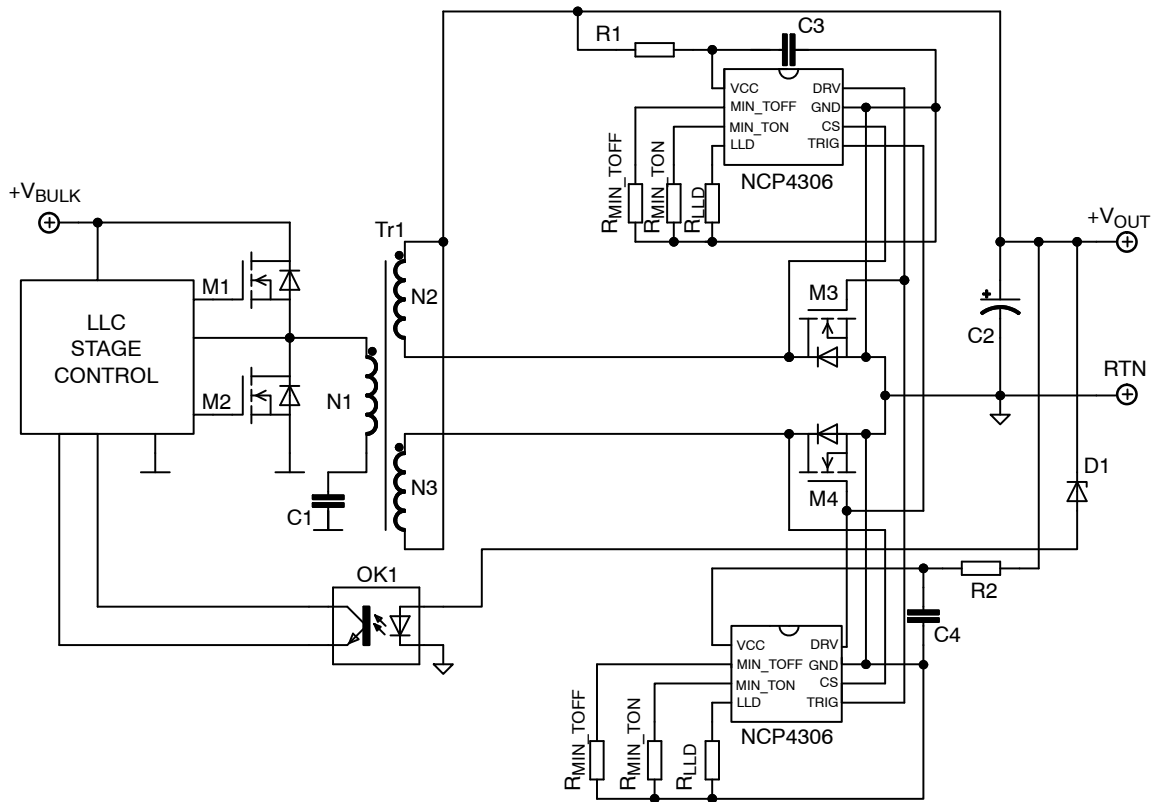 R1
C3
VCC
DRV
MIN_TOFF
GND
MIN_TON
CS
LLD
TRIG
NCP4306
RMIN_TOFF
RMIN_TON
RLLD
+VBULK
+VOUT
Tr1
M1
N2
M3
C2
LLC
STAGE
CONTROL
RTN
M2
N1
N3
M4
D1
C1
OK1
R2
C4
VCC
DRV
MIN_TOFF
GND
MIN_TON
CS
LLD
TRIG
NCP4306
RMIN_TOFF
RMIN_TON
RLLD